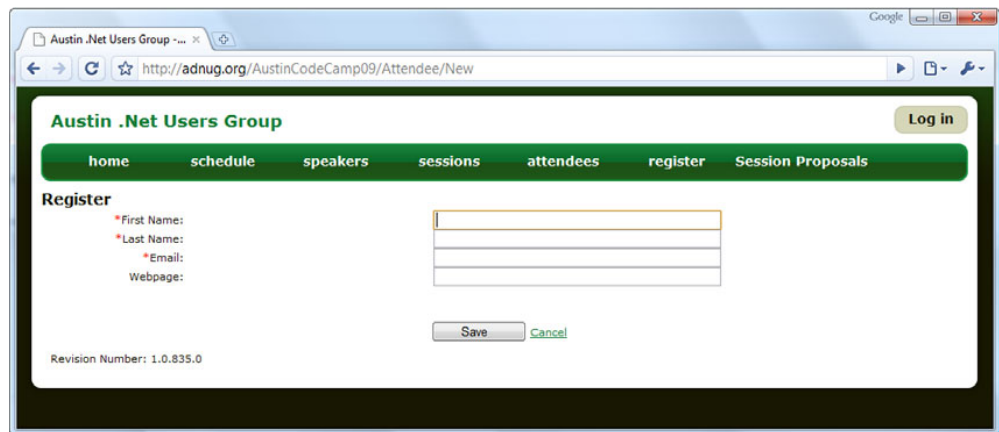 Google
Austin .Net Users Group -...
http://adnug.org/AustinCodeCamp09/Attendee/New
Austin .Net Users Group
Log in
home schedule speakers sessions attendees register Session Proposals
Register
*First Name:
*Last Name:
*Email:
Webpage:
Save Cancel
Revision Number: 1.0.835.0